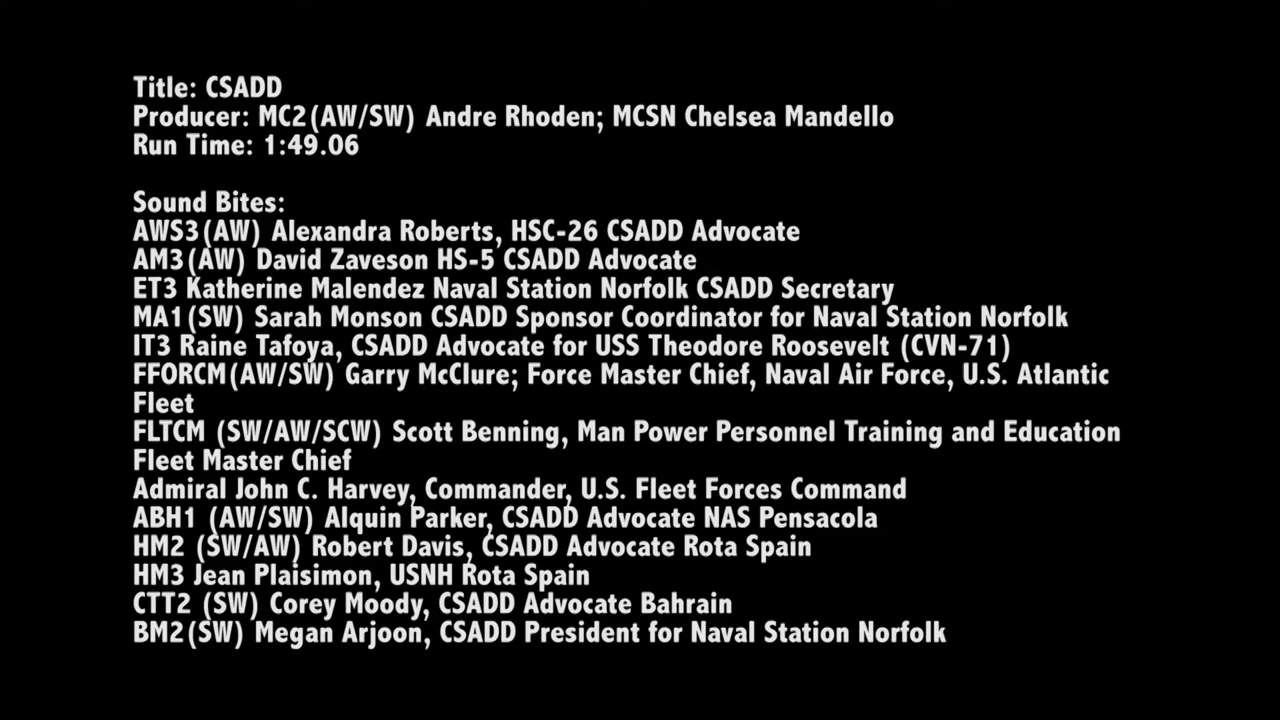 Title: CSADD
Producer: MC2(AW/SW) Andre Rhoden; MCSN Chelsea Mandello
Run Time: 1:49.06
Sound Bites:
AWS3(AW) Alexandra Roberts, HSC-26 CSADD Advocate
AM3(AW) David Zaveson HS-5 CSADD Advocate
ET3 Katherine Malendez Naval Station Norfolk CSADD Secretary
MA1(SW) Sarah Monson CSADD Sponsor Coordinator for Naval Station Norfolk
IT3 Raine Tafoya, CSADD Advocate for USS Theodore Roosevelt (CVN-71)
FFORCM(AW/SW) Garry McClure; Force Master Chief, Naval Air Force, U.S. Atlantic
Fleet
FLTCM (SW/AW/SCW) Scott Benning, Man Power Personnel Training and Education
Fleet Master Chief
Admiral John C. Harvey, Commander, U.S. Fleet Forces Command
ABH1 (AW/SW) Alquin Parker, CSADD Advocate NAS Pensacola
HM2 (SW/AW) Robert Davis, CSADD Advocate Rota Spain
HM3 Jean Plaisimon, USNH Rota Spain
CTT2 (SW) Corey Moody, CSADD Advocate Bahrain
BM2(SW) Megan Arjoon, CSADD President for Naval Station Norfolk